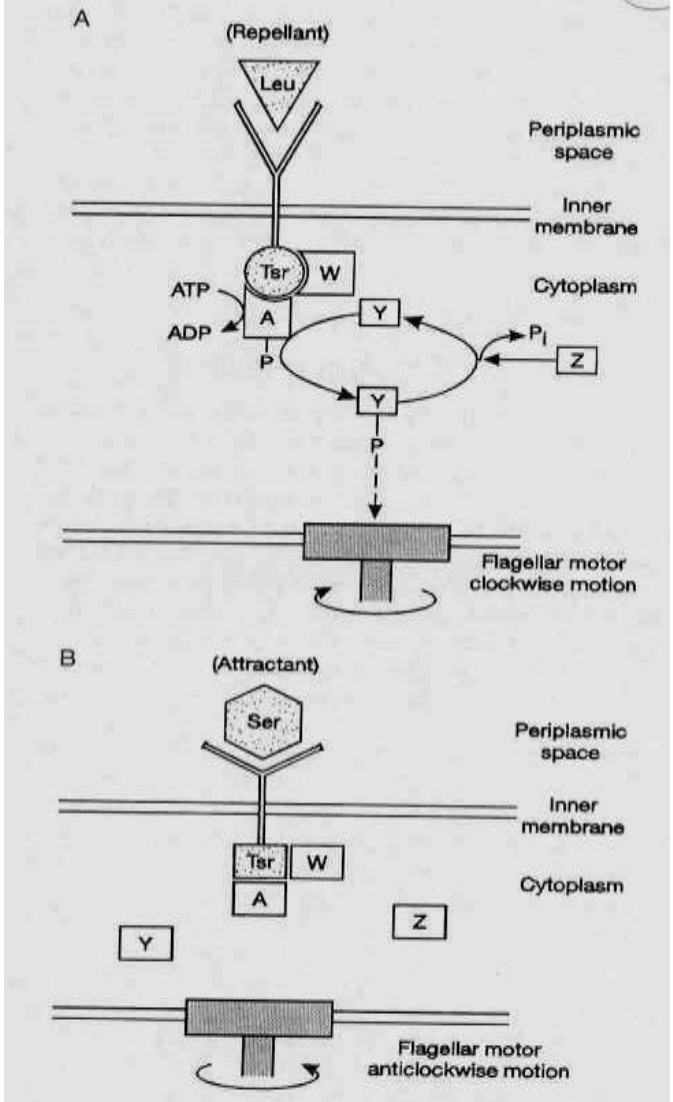 A
(Repellant)
Leu
Periplasmic
space
Inner
membrane
Tsr
W
Cytoplasm
ATP
A
Y
ADP
Pi
P
Z
Y
P
Flagellar motor
clockwise motion
B
(Attractant)
Ser
Periplasmic
space
Inner
membrane
Tsr
W
Cytoplasm
A
Z
Y
Flagellar motor
anticlockwise motion